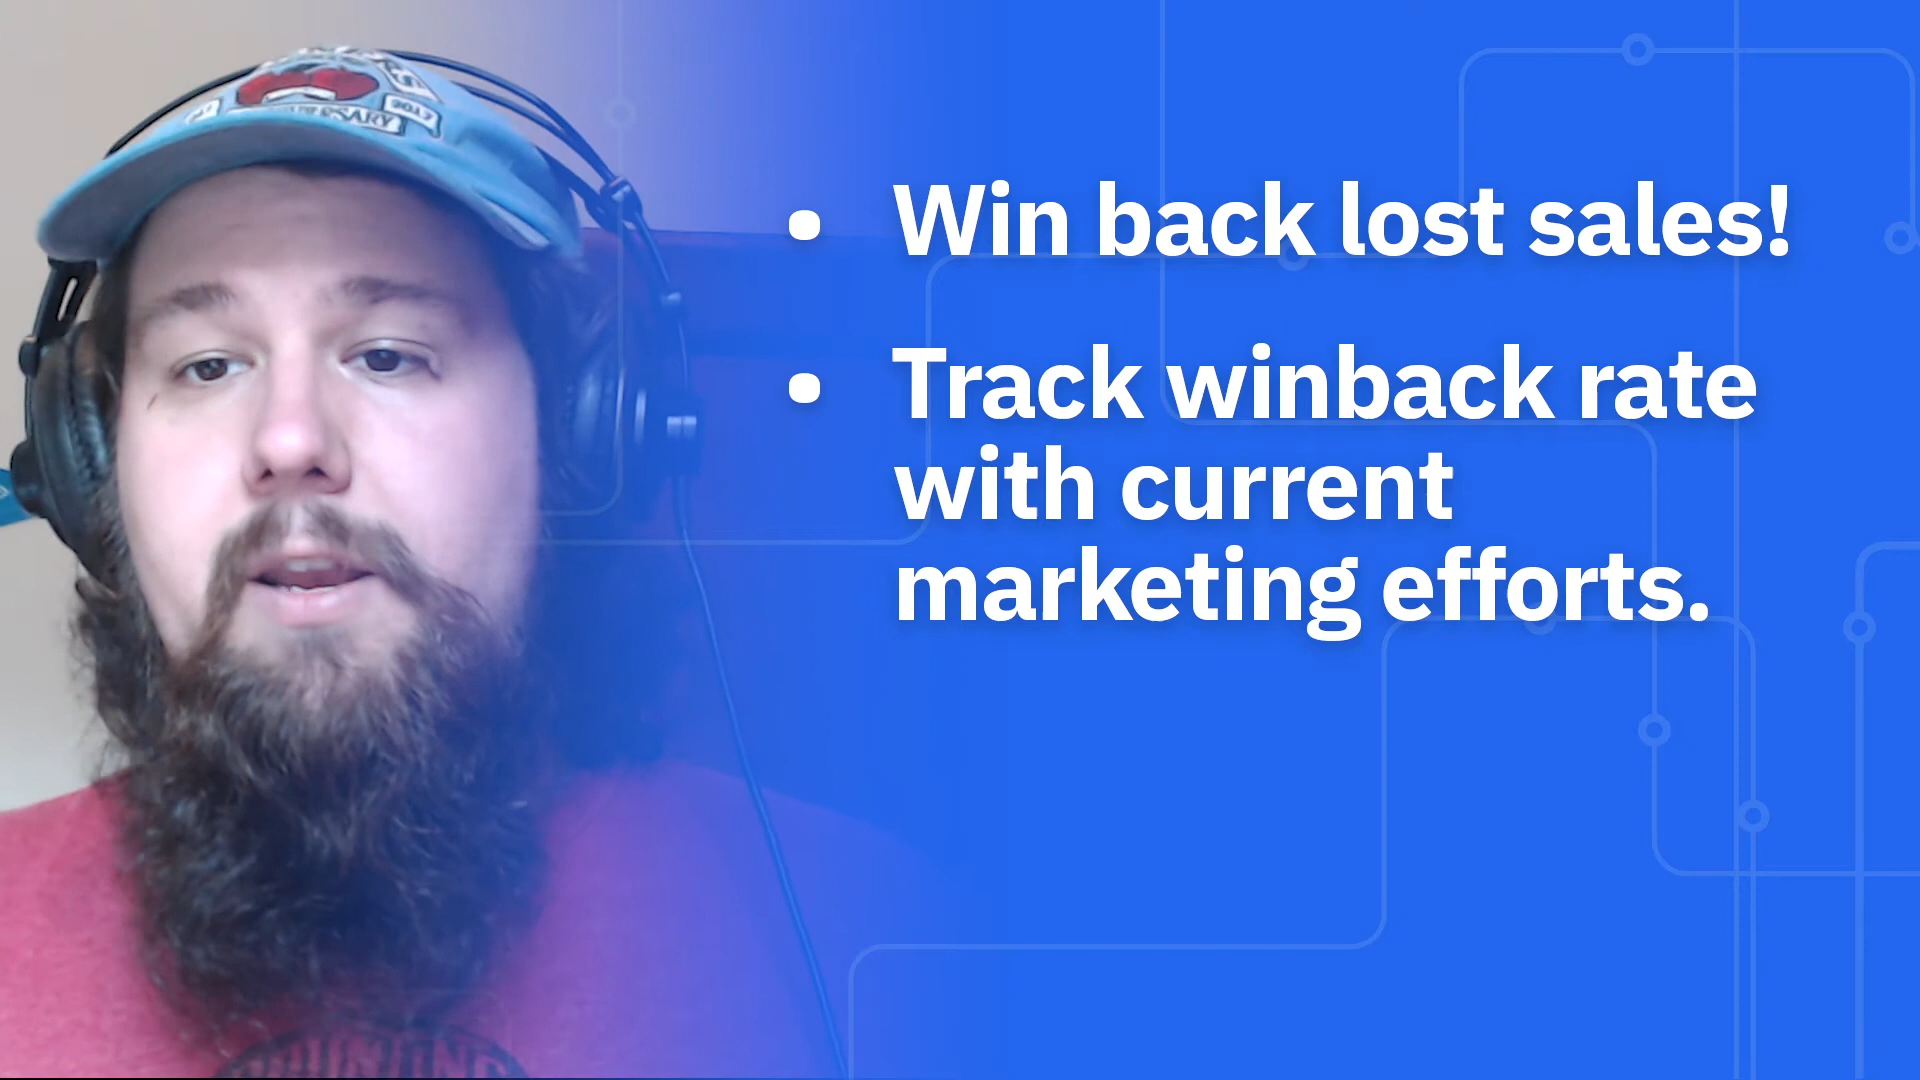 • Win back lost sales!
• Track winback rate
with current
marketing efforts.